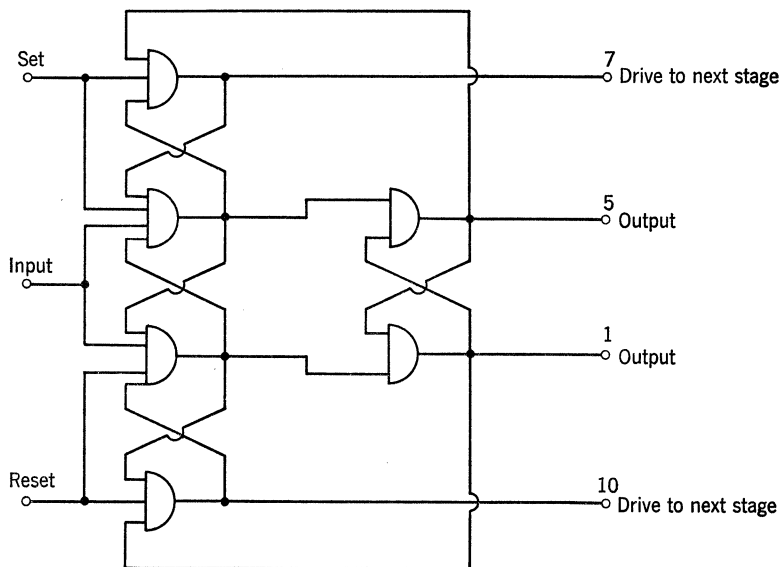 Set
7
Drive to next stage
5
Output
Input
1
Output
Reset
10
Drive to next stage